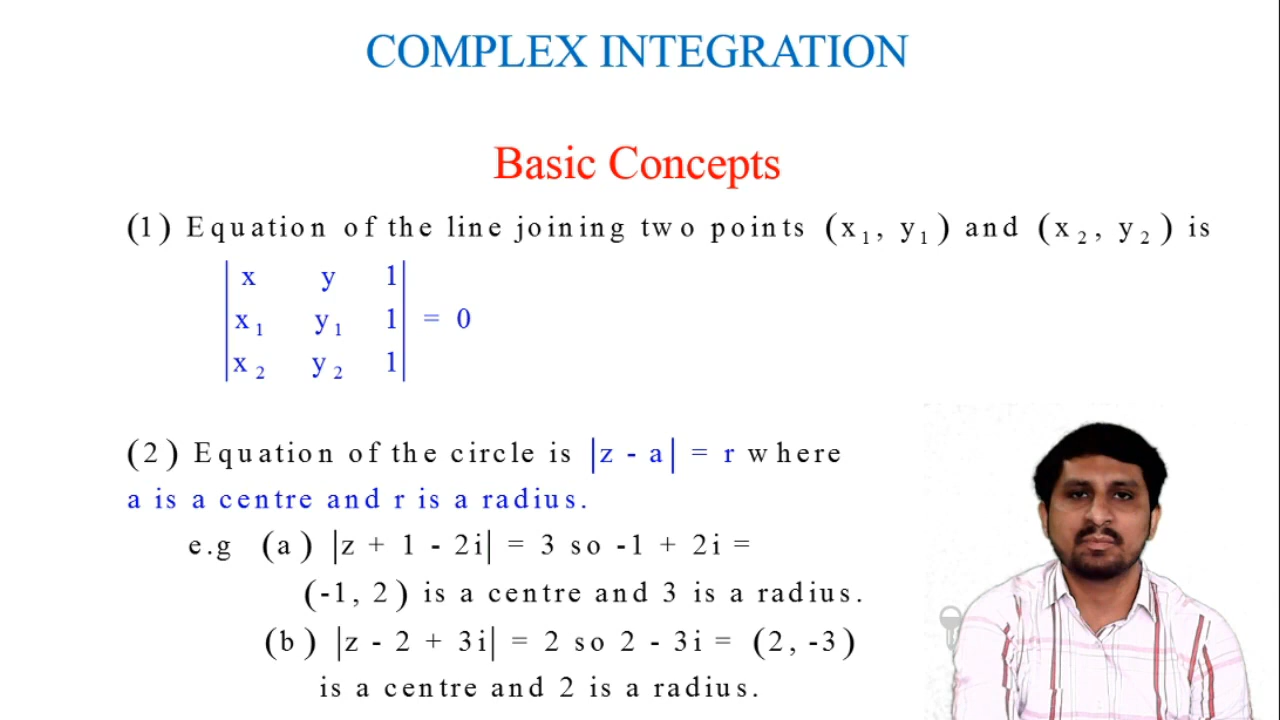 COMPLEX INTEGRATION
Basic Concepts
(1) Equation of the line joining two points (x₁, y₁) and (x₂, y₂) is
|x y 1|
|x₁ y₁ 1| = 0
|x₂ y₂ 1|
(2) Equation of the circle is |z - a| = r where
a is a centre and r is a radius.
e.g (a) |z + 1 - 2i| = 3 so -1 + 2i =
(-1, 2) is a centre and 3 is a radius.
(b) |z - 2 + 3i| = 2 so 2 - 3i = (2, -3)
is a centre and 2 is a radius.